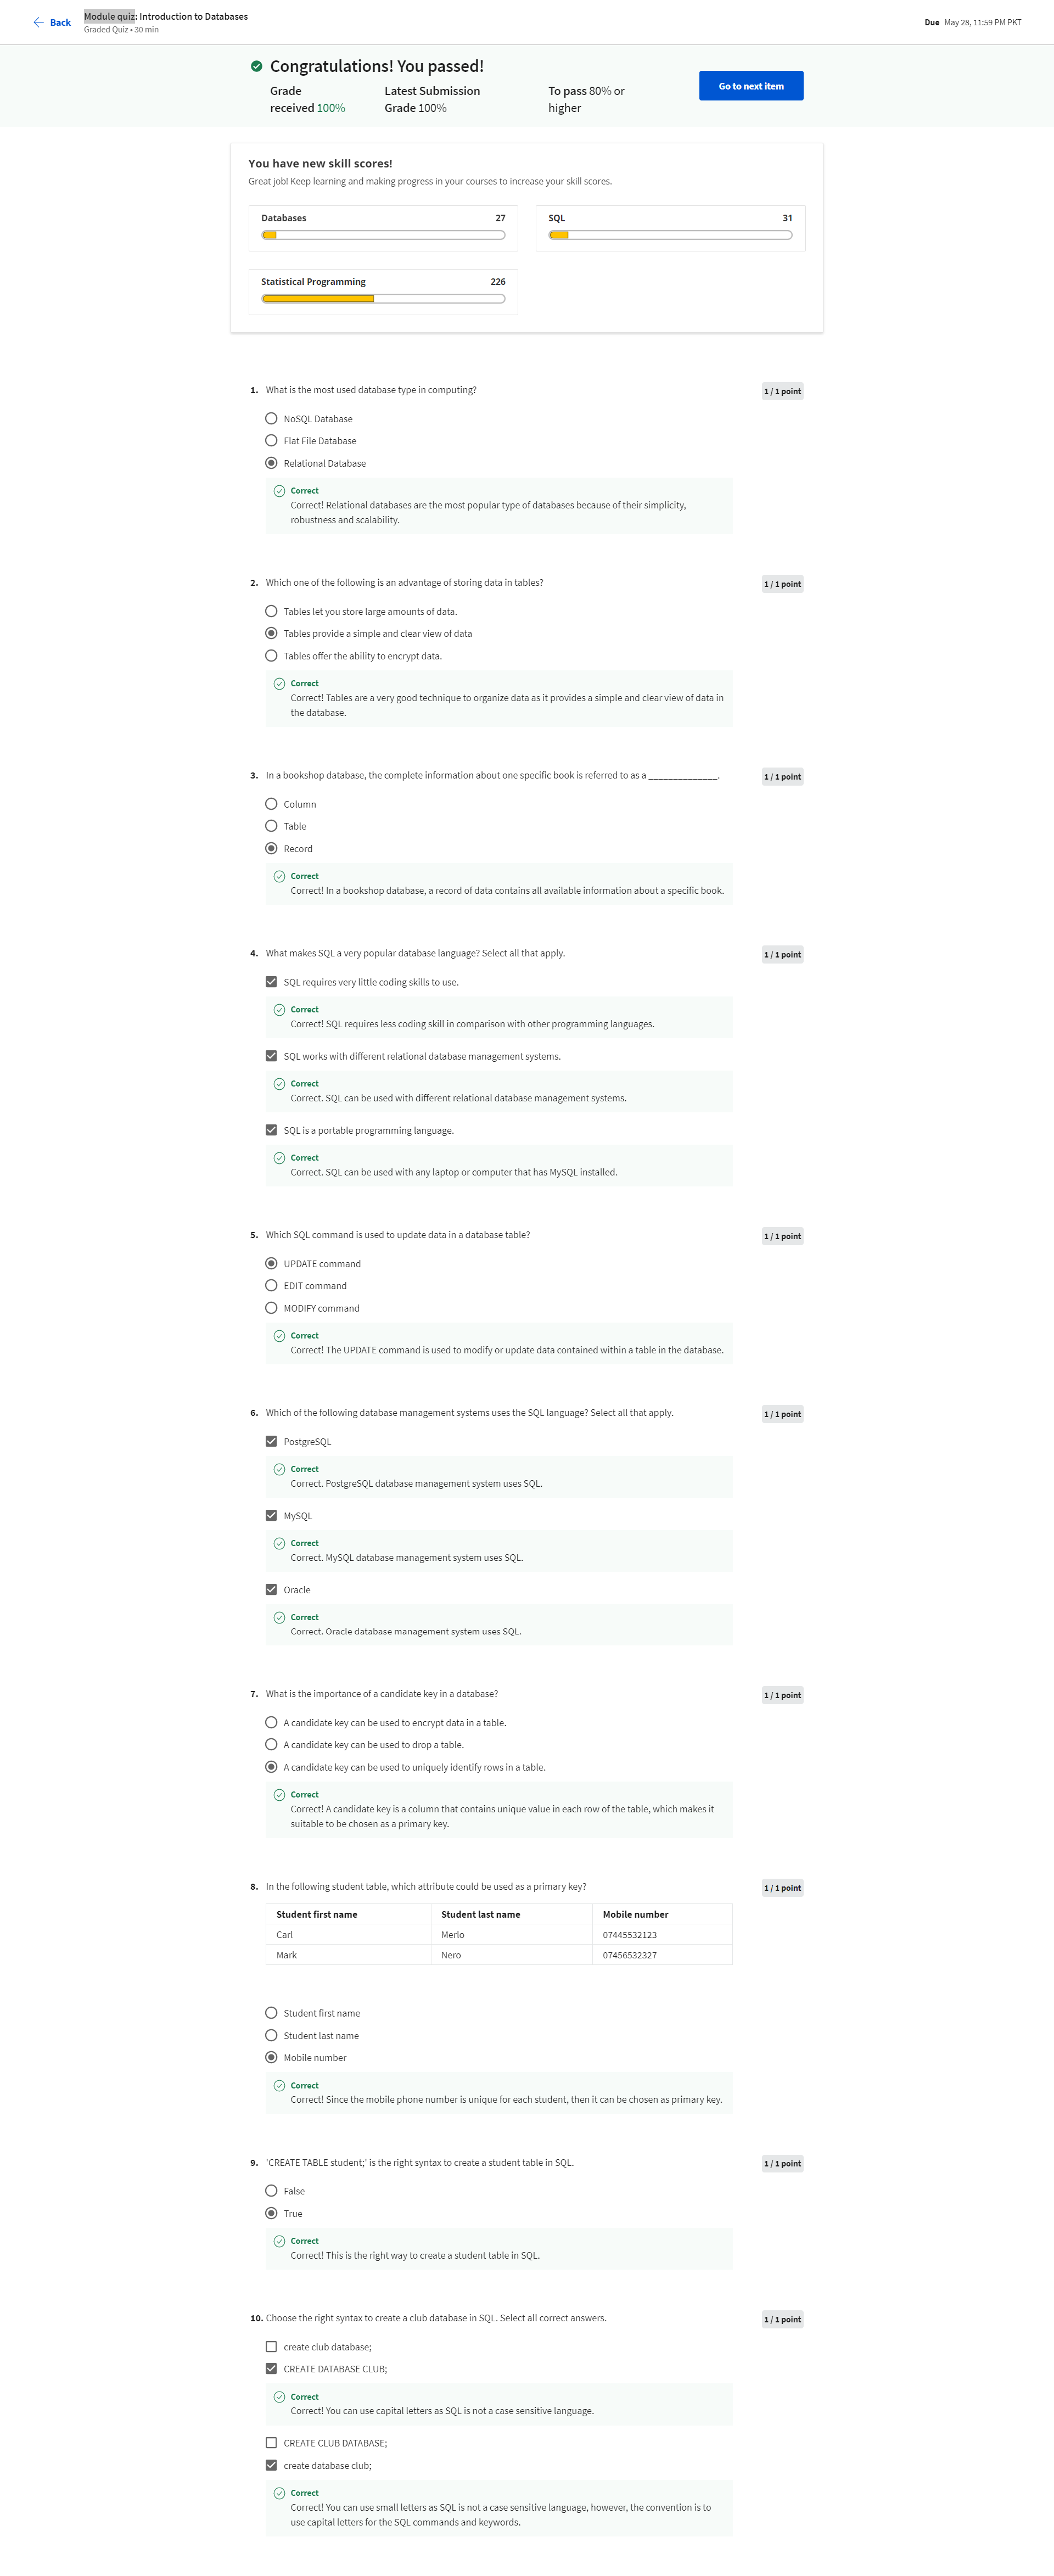 Back
Module quiz: Introduction to Databases
Graded Quiz • 30 min
Due May 28, 11:59 PM PKT
Congratulations! You passed!
Grade received 100%
Latest Submission Grade 100%
To pass 80% or higher
Go to next item
You have new skill scores!
Great job! Keep learning and making progress in your courses to increase your skill scores.
Databases 27
SQL 31
Statistical Programming 226
1. What is the most used database type in computing?
1 / 1 point
NoSQL Database
Flat File Database
Relational Database
Correct
Correct! Relational databases are the most popular type of databases because of their simplicity,
robustness and scalability.
2. Which one of the following is an advantage of storing data in tables?
1 / 1 point
Tables let you store large amounts of data.
Tables provide a simple and clear view of data
Tables offer the ability to encrypt data.
Correct
Correct! Tables are a very good technique to organize data as it provides a simple and clear view of data in
the database.
3. In a bookshop database, the complete information about one specific book is referred to as a ______________.
1 / 1 point
Column
Table
Record
Correct
Correct! In a bookshop database, a record of data contains all available information about a specific book.
4. What makes SQL a very popular database language? Select all that apply.
1 / 1 point
SQL requires very little coding skills to use.
Correct
Correct! SQL requires less coding skill in comparison with other programming languages.
SQL works with different relational database management systems.
Correct
Correct. SQL can be used with different relational database management systems.
SQL is a portable programming language.
Correct
Correct. SQL can be used with any laptop or computer that has MySQL installed.
5. Which SQL command is used to update data in a database table?
1 / 1 point
UPDATE command
EDIT command
MODIFY command
Correct
Correct! The UPDATE command is used to modify or update data contained within a table in the database.
6. Which of the following database management systems uses the SQL language? Select all that apply.
1 / 1 point
PostgreSQL
Correct
Correct. PostgreSQL database management system uses SQL.
MySQL
Correct
Correct. MySQL database management system uses SQL.
Oracle
Correct
Correct. Oracle database management system uses SQL.
7. What is the importance of a candidate key in a database?
1 / 1 point
A candidate key can be used to encrypt data in a table.
A candidate key can be used to drop a table.
A candidate key can be used to uniquely identify rows in a table.
Correct
Correct! A candidate key is a column that contains unique value in each row of the table, which makes it
suitable to be chosen as a primary key.
8. In the following student table, which attribute could be used as a primary key?
1 / 1 point
Student first name Student last name Mobile number
Carl Merlo 07445532123
Mark Nero 07456532327
Student first name
Student last name
Mobile number
Correct
Correct! Since the mobile phone number is unique for each student, then it can be chosen as primary key.
9. 'CREATE TABLE student;' is the right syntax to create a student table in SQL.
1 / 1 point
False
True
Correct
Correct! This is the right way to create a student table in SQL.
10. Choose the right syntax to create a club database in SQL. Select all correct answers.
1 / 1 point
create club database;
CREATE DATABASE CLUB;
Correct
Correct! You can use capital letters as SQL is not a case sensitive language.
CREATE CLUB DATABASE;
create database club;
Correct
Correct! You can use small letters as SQL is not a case sensitive language, however, the convention is to
use capital letters for the SQL commands and keywords.